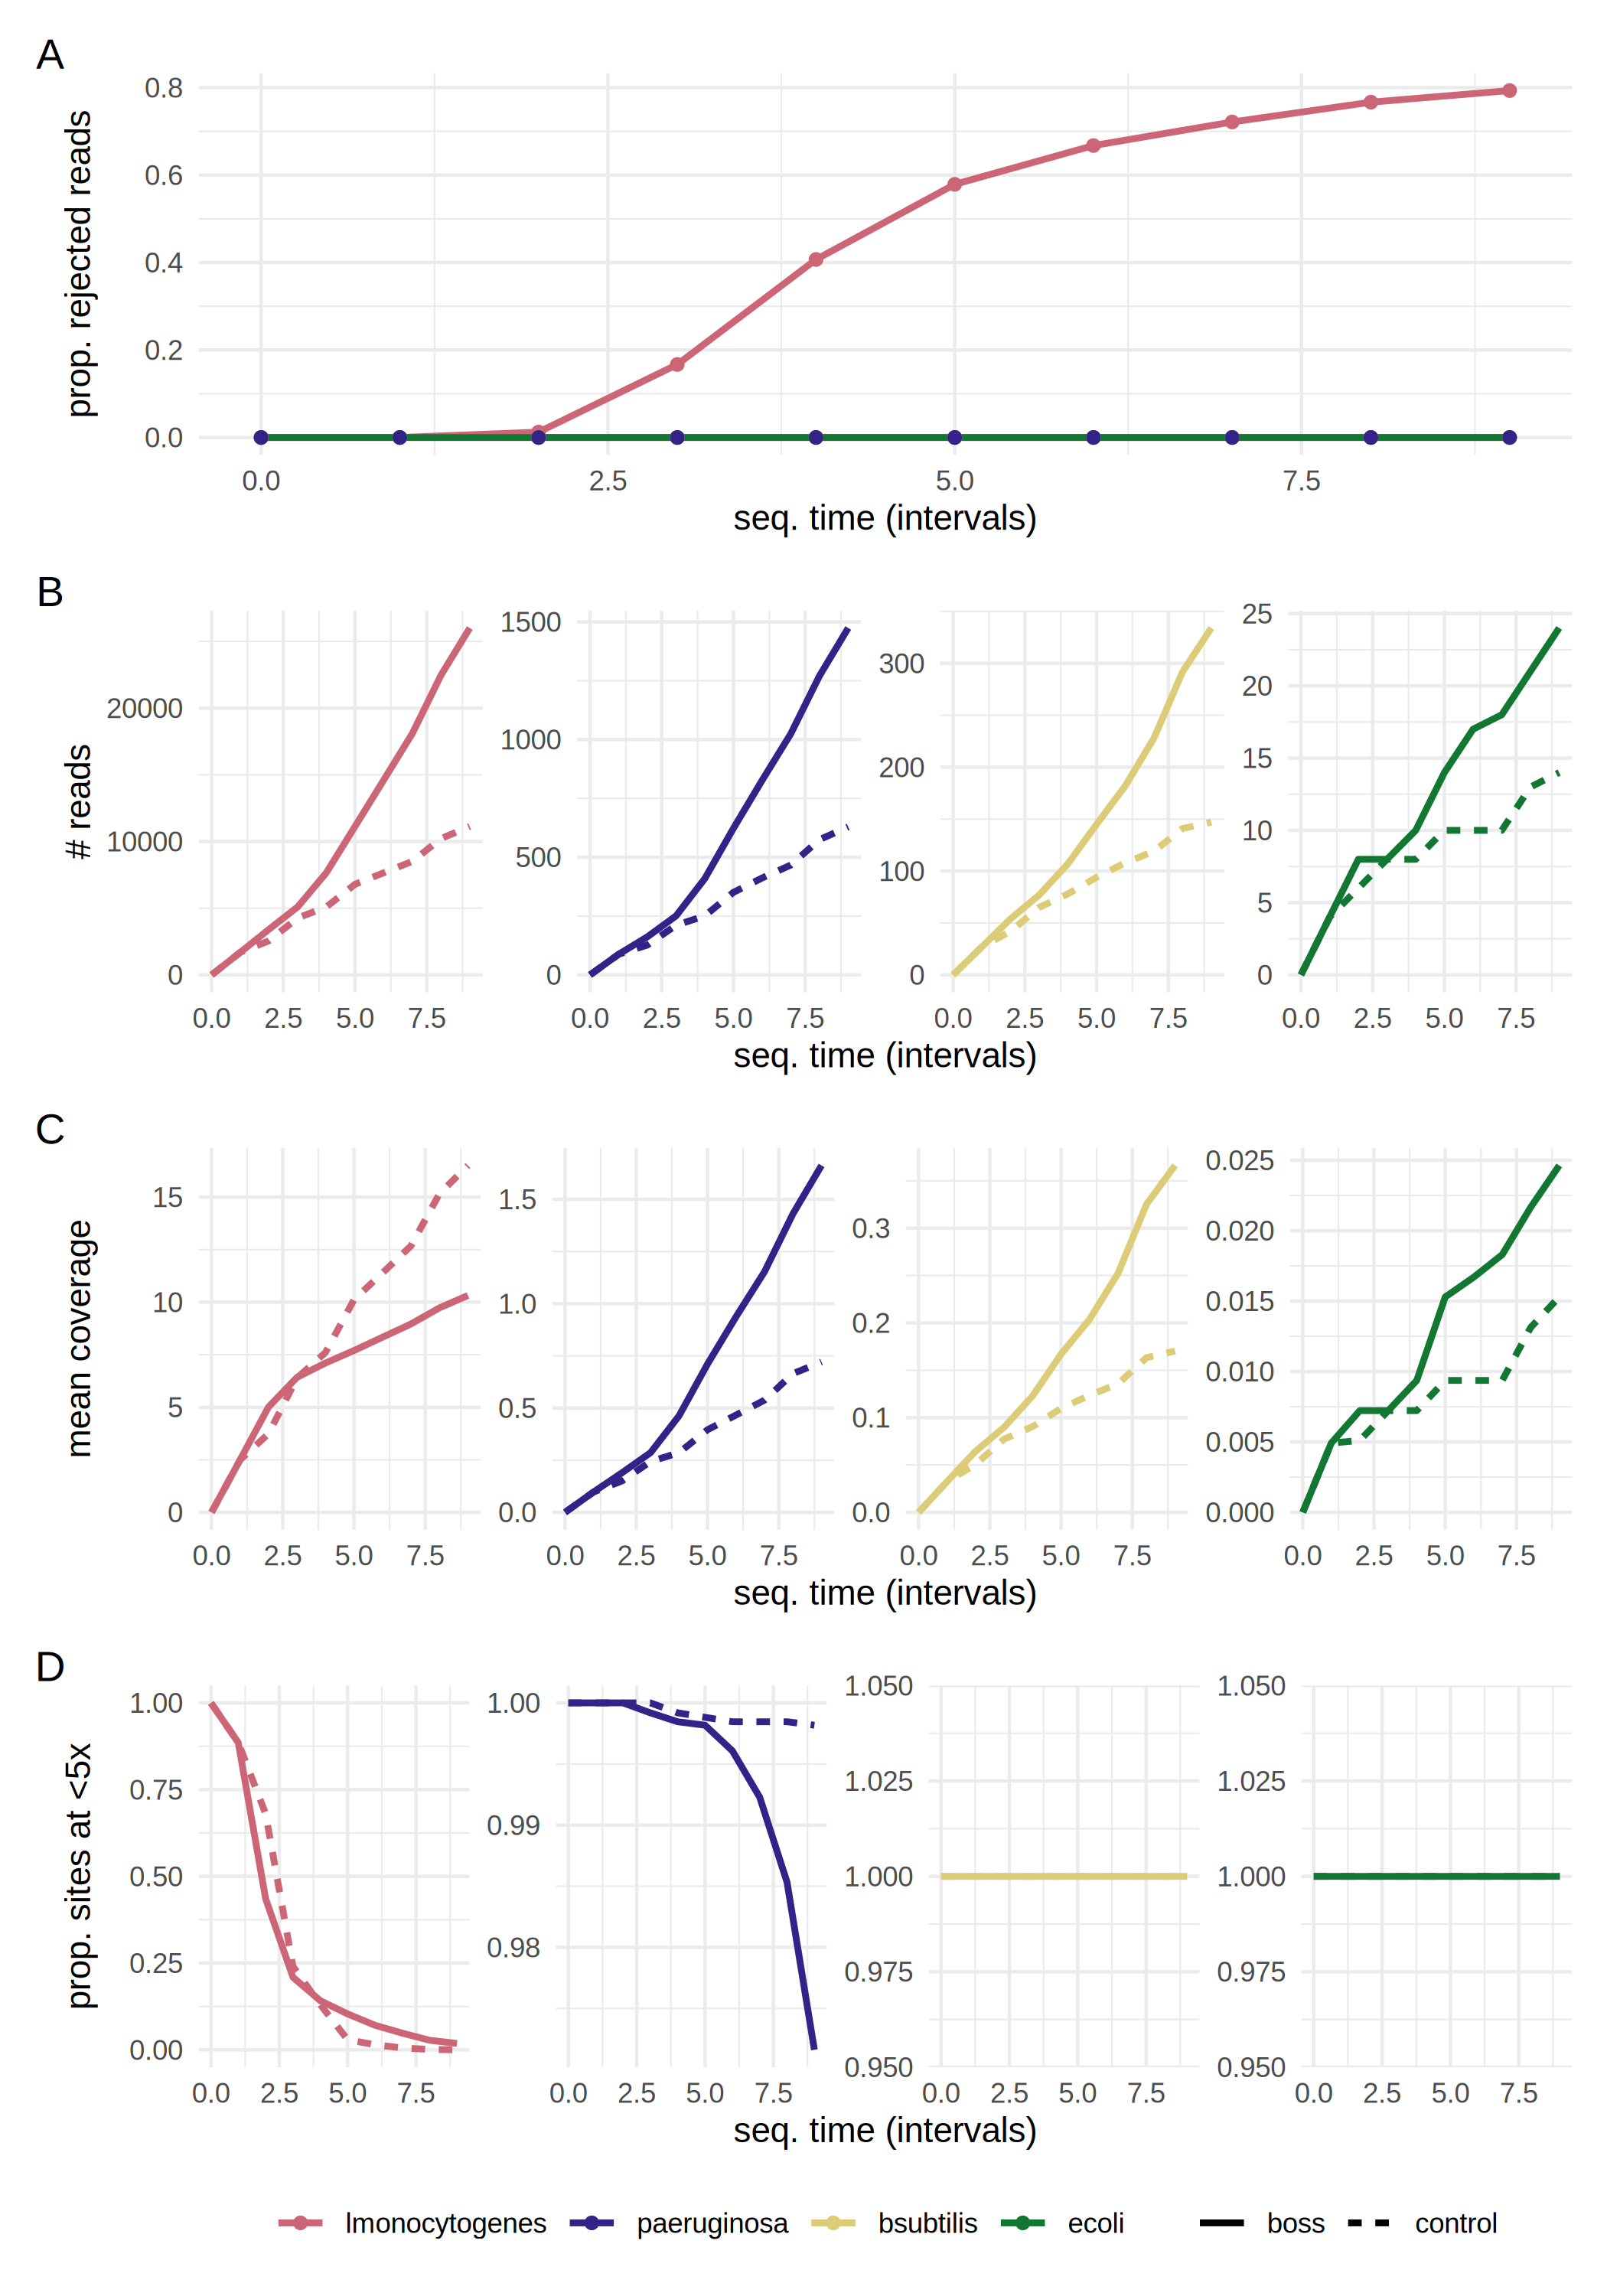 A
prop. rejected reads
0.8
0.6
0.4
0.2
0.0
0.0 2.5 5.0 7.5
seq. time (intervals)
B
# reads
20000
10000
0
0.0 2.5 5.0 7.5
1500
1000
500
0
0.0 2.5 5.0 7.5
300
200
100
0
0.0 2.5 5.0 7.5
25
20
15
10
5
0
0.0 2.5 5.0 7.5
seq. time (intervals)
C
mean coverage
15
10
5
0
0.0 2.5 5.0 7.5
1.5
1.0
0.5
0.0
0.0 2.5 5.0 7.5
0.3
0.2
0.1
0.0
0.0 2.5 5.0 7.5
0.025
0.020
0.015
0.010
0.005
0.000
0.0 2.5 5.0 7.5
seq. time (intervals)
D
prop. sites at <5x
1.00
0.75
0.50
0.25
0.00
0.0 2.5 5.0 7.5
1.00
0.99
0.98
0.0 2.5 5.0 7.5
1.050
1.025
1.000
0.975
0.950
0.0 2.5 5.0 7.5
1.050
1.025
1.000
0.975
0.950
0.0 2.5 5.0 7.5
seq. time (intervals)
lmonocytogenes paeruginosa bsubtilis ecoli boss control